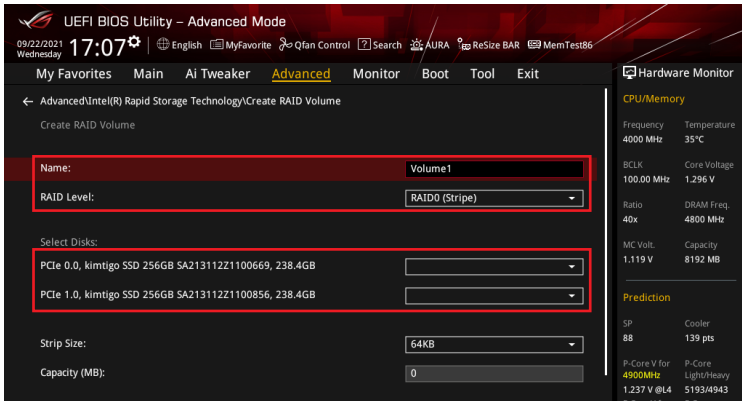 UEFI BIOS Utility – Advanced Mode
09/22/2021 Wednesday 17:07 English MyFavorite Qfan Control ? Search AURA ReSize BAR MemTest86
My Favorites Main Ai Tweaker Advanced Monitor Boot Tool Exit
Hardware Monitor
← Advanced\Intel(R) Rapid Storage Technology\Create RAID Volume
Create RAID Volume
Name: Volume1
RAID Level: RAID0 (Stripe)
Select Disks:
PCIe 0.0, kimtigo SSD 256GB SA213112Z1100669, 238.4GB
PCIe 1.0, kimtigo SSD 256GB SA213112Z1100856, 238.4GB
Strip Size: 64KB
Capacity (MB): 0
CPU/Memory
Frequency Temperature
4000 MHz 35°C
BCLK Core Voltage
100.00 MHz 1.296 V
Ratio DRAM Freq.
40x 4800 MHz
MC Volt. Capacity
1.119 V 8192 MB
Prediction
SP Cooler
88 139 pts
P-Core V for P-Core
4900MHz Light/Heavy
1.237 V @L4 5193/4943